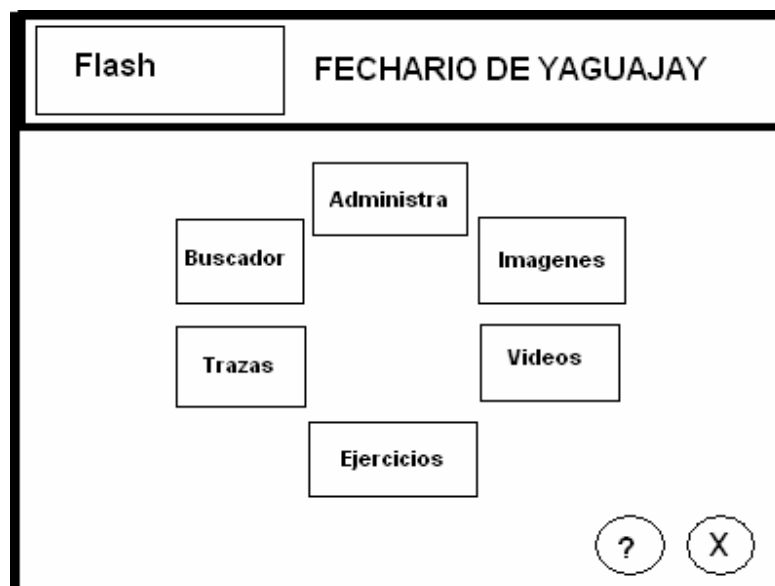 Flash
FECHARIO DE YAGUAJAY
Administra
Buscador
Imagenes
Trazas
Videos
Ejercicios
?
X